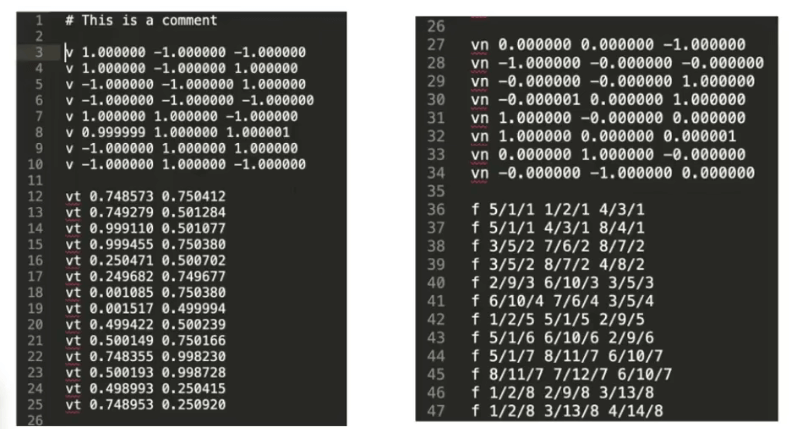 1 # This is a comment
2
3 v 1.000000 -1.000000 -1.000000
4 v 1.000000 -1.000000 1.000000
5 v -1.000000 -1.000000 1.000000
6 v -1.000000 -1.000000 -1.000000
7 v 1.000000 1.000000 -1.000000
8 v 0.999999 1.000000 1.000001
9 v -1.000000 1.000000 1.000000
10 v -1.000000 1.000000 -1.000000
11
12 vt 0.748573 0.750412
13 vt 0.749279 0.501284
14 vt 0.999110 0.501077
15 vt 0.999455 0.750380
16 vt 0.250471 0.500702
17 vt 0.249682 0.749677
18 vt 0.001085 0.750380
19 vt 0.001517 0.499994
20 vt 0.499422 0.500239
21 vt 0.500149 0.750166
22 vt 0.748355 0.998230
23 vt 0.500193 0.998728
24 vt 0.498993 0.250415
25 vt 0.748953 0.250920
26
26
27 vn 0.000000 0.000000 -1.000000
28 vn -1.000000 -0.000000 -0.000000
29 vn -0.000000 -0.000000 1.000000
30 vn -0.000001 0.000000 1.000000
31 vn 1.000000 -0.000000 0.000000
32 vn 1.000000 0.000000 0.000001
33 vn 0.000000 1.000000 -0.000000
34 vn -0.000000 -1.000000 0.000000
35
36 f 5/1/1 1/2/1 4/3/1
37 f 5/1/1 4/3/1 8/4/1
38 f 3/5/2 7/6/2 8/7/2
39 f 3/5/2 8/7/2 4/8/2
40 f 2/9/3 6/10/3 3/5/3
41 f 6/10/4 7/6/4 3/5/4
42 f 1/2/5 5/1/5 2/9/5
43 f 5/1/6 6/10/6 2/9/6
44 f 5/1/7 8/11/7 6/10/7
45 f 8/11/7 7/12/7 6/10/7
46 f 1/2/8 2/9/8 3/13/8
47 f 1/2/8 3/13/8 4/14/8